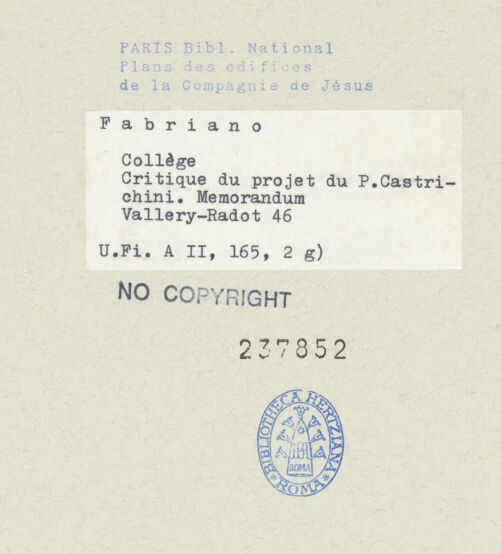 PARIS Bibl. National
Plans des édifices
de la Compagnie de Jésus
Fabriano
Collège
Critique du projet du P.Castri-
chini. Memorandum
Vallery-Radot 46
U.Fi. A II, 165, 2 g)
NO COPYRIGHT
237852
BIBLIOTHECA HERTZIANA
ROMA
* ROMA *